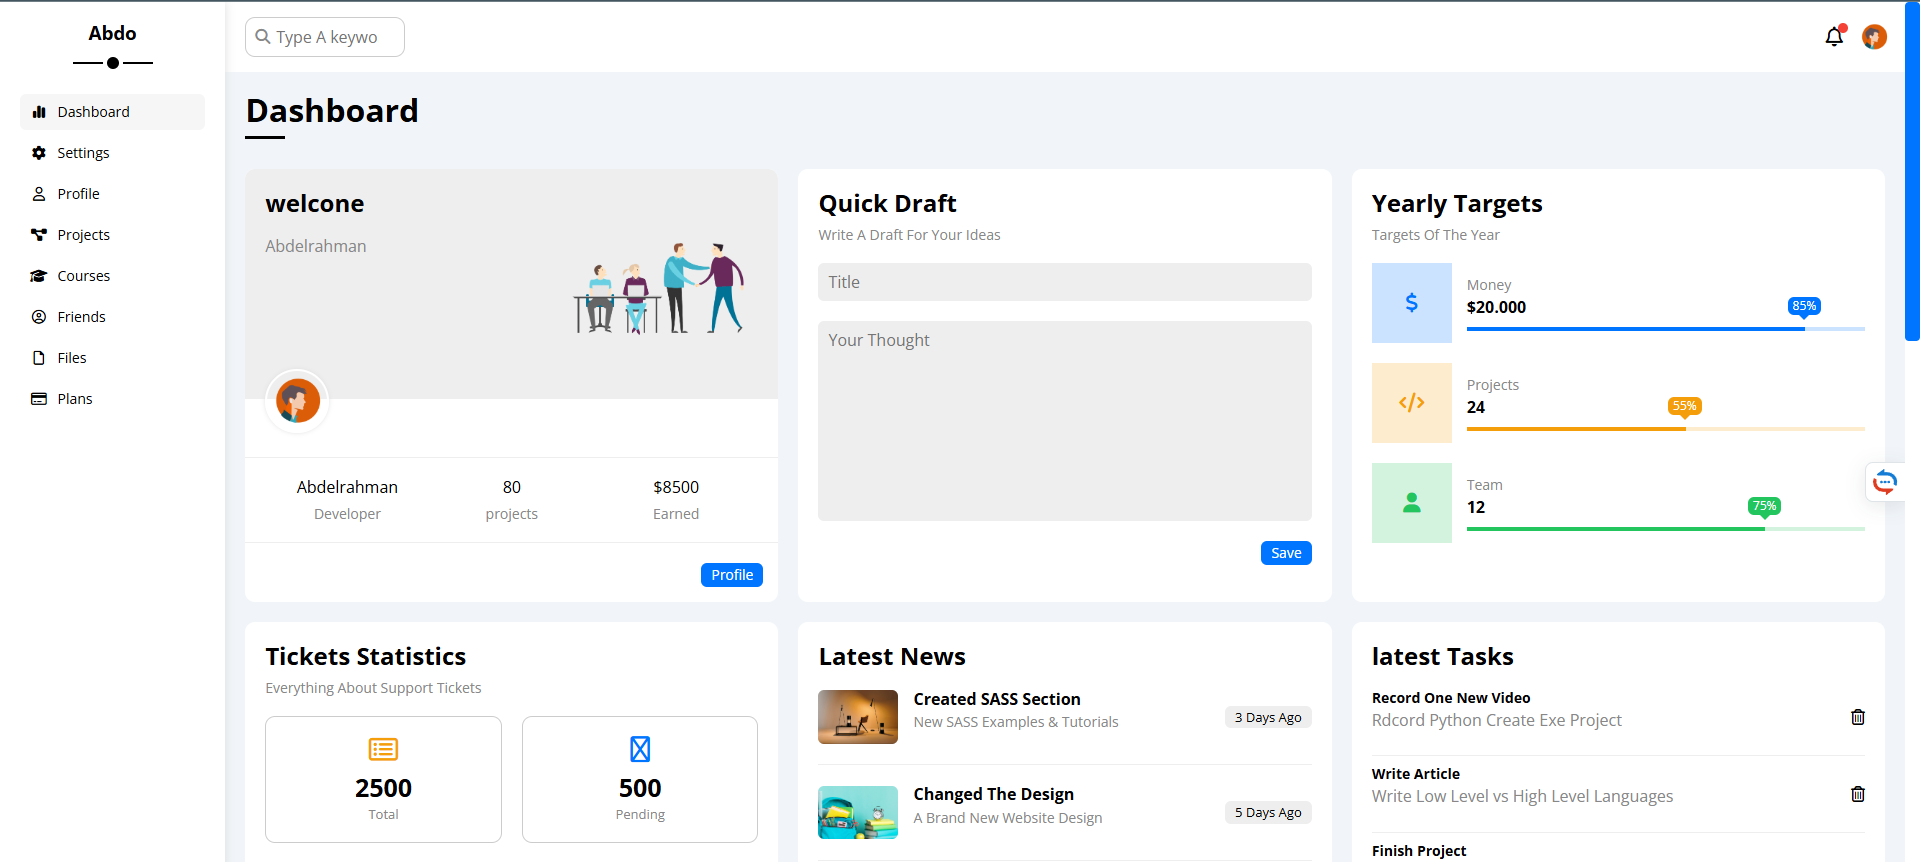 Abdo
Type A keywo
Dashboard
Settings
Profile
Projects
Courses
Friends
Files
Plans
Dashboard
welcone
Abdelrahman
Abdelrahman
Developer
80
projects
$8500
Earned
Profile
Quick Draft
Write A Draft For Your Ideas
Title
Your Thought
Save
Yearly Targets
Targets Of The Year
Money
$20.000
85%
Projects
24
55%
Team
12
75%
Tickets Statistics
Everything About Support Tickets
2500
Total
500
Pending
Latest News
Created SASS Section
New SASS Examples & Tutorials
3 Days Ago
Changed The Design
A Brand New Website Design
5 Days Ago
latest Tasks
Record One New Video
Rdcord Python Create Exe Project
Write Article
Write Low Level vs High Level Languages
Finish Project